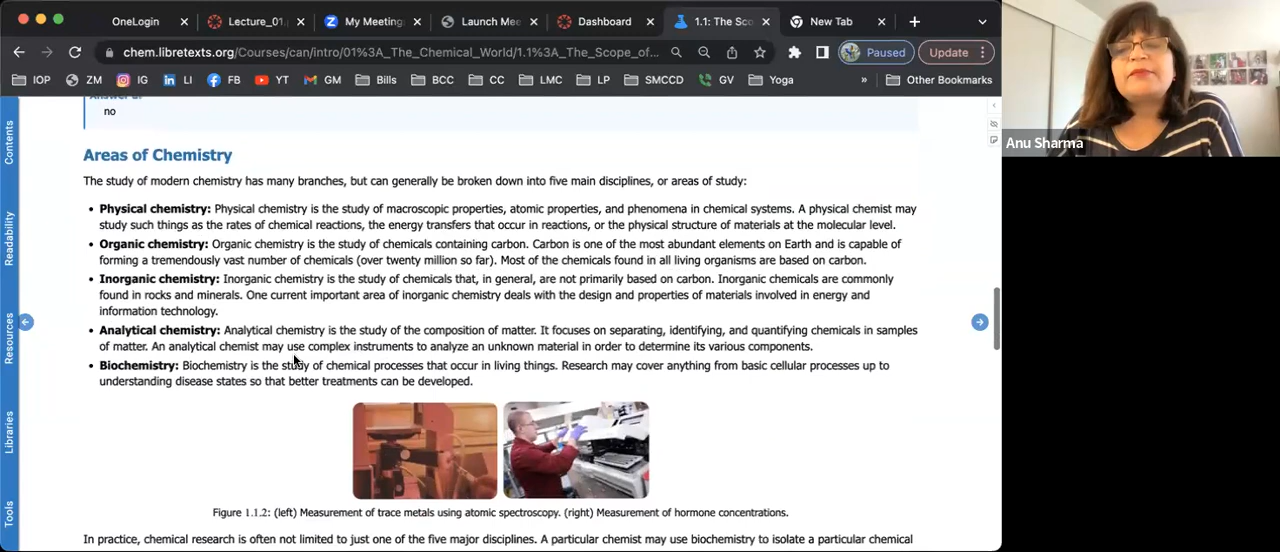 OneLogin
Lecture_01.
My Meeting
Launch Mee
Dashboard
1.1: The Sco
New Tab
chem.libretexts.org/Courses/can/intro/01%3A_The_Chemical_World/1.1%3A_The_Scope_of...
Paused
Update
IOP ZM IG LI FB YT GM Bills BCC CC LMC LP SMCCD GV Yoga » Other Bookmarks
Anu Sharma
Contents
Readability
Resources
Libraries
Tools
no
Areas of Chemistry
The study of modern chemistry has many branches, but can generally be broken down into five main disciplines, or areas of study:
• Physical chemistry: Physical chemistry is the study of macroscopic properties, atomic properties, and phenomena in chemical systems. A physical chemist may
study such things as the rates of chemical reactions, the energy transfers that occur in reactions, or the physical structure of materials at the molecular level.
• Organic chemistry: Organic chemistry is the study of chemicals containing carbon. Carbon is one of the most abundant elements on Earth and is capable of
forming a tremendously vast number of chemicals (over twenty million so far). Most of the chemicals found in all living organisms are based on carbon.
• Inorganic chemistry: Inorganic chemistry is the study of chemicals that, in general, are not primarily based on carbon. Inorganic chemicals are commonly
found in rocks and minerals. One current important area of inorganic chemistry deals with the design and properties of materials involved in energy and
information technology.
• Analytical chemistry: Analytical chemistry is the study of the composition of matter. It focuses on separating, identifying, and quantifying chemicals in samples
of matter. An analytical chemist may use complex instruments to analyze an unknown material in order to determine its various components.
• Biochemistry: Biochemistry is the study of chemical processes that occur in living things. Research may cover anything from basic cellular processes up to
understanding disease states so that better treatments can be developed.
Figure 1.1.2: (left) Measurement of trace metals using atomic spectroscopy. (right) Measurement of hormone concentrations.
In practice, chemical research is often not limited to just one of the five major disciplines. A particular chemist may use biochemistry to isolate a particular chemical